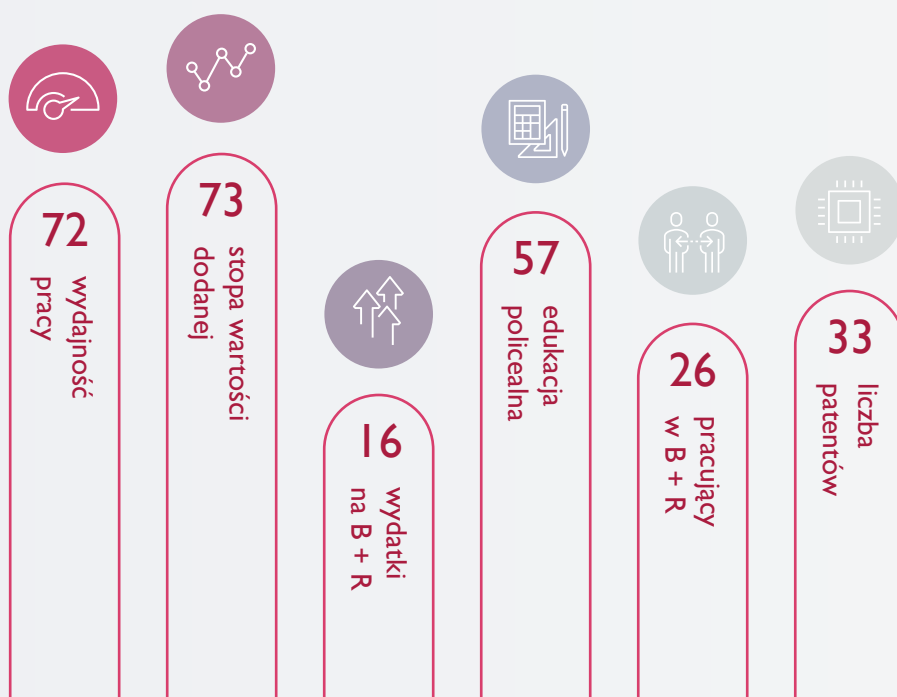 72
wydajność
pracy
73
stopa wartości
dodanej
16
wydatki
na B + R
57
edukacja
policealna
26
pracujący
w B + R
33
liczba
patentów